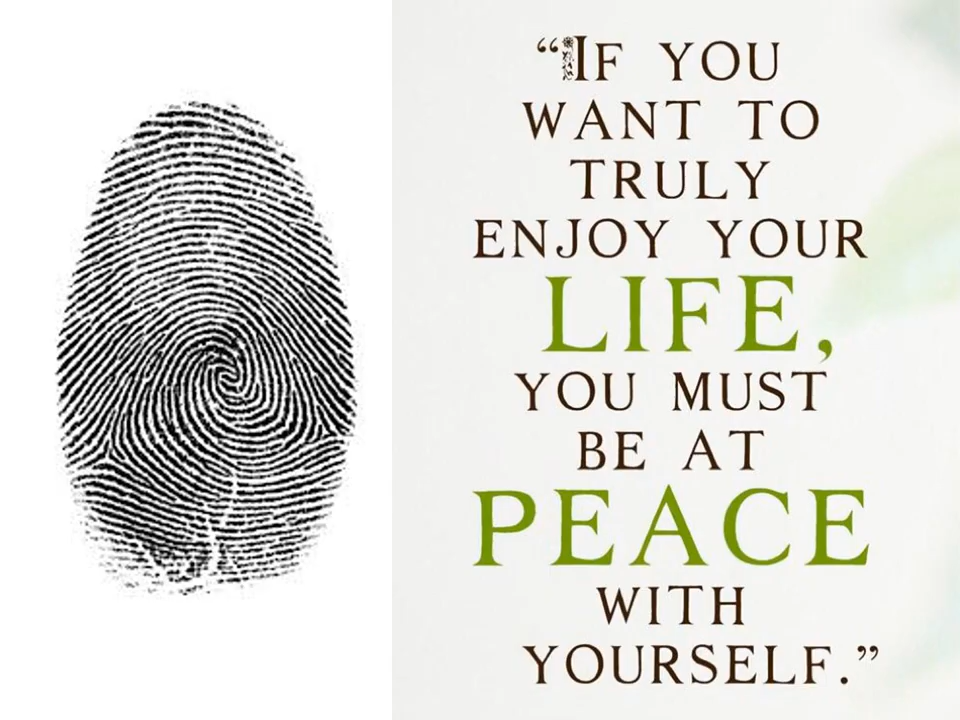 “IF YOU
WANT TO
TRULY
ENJOY YOUR
LIFE,
YOU MUST
BE AT
PEACE
WITH
YOURSELF.”